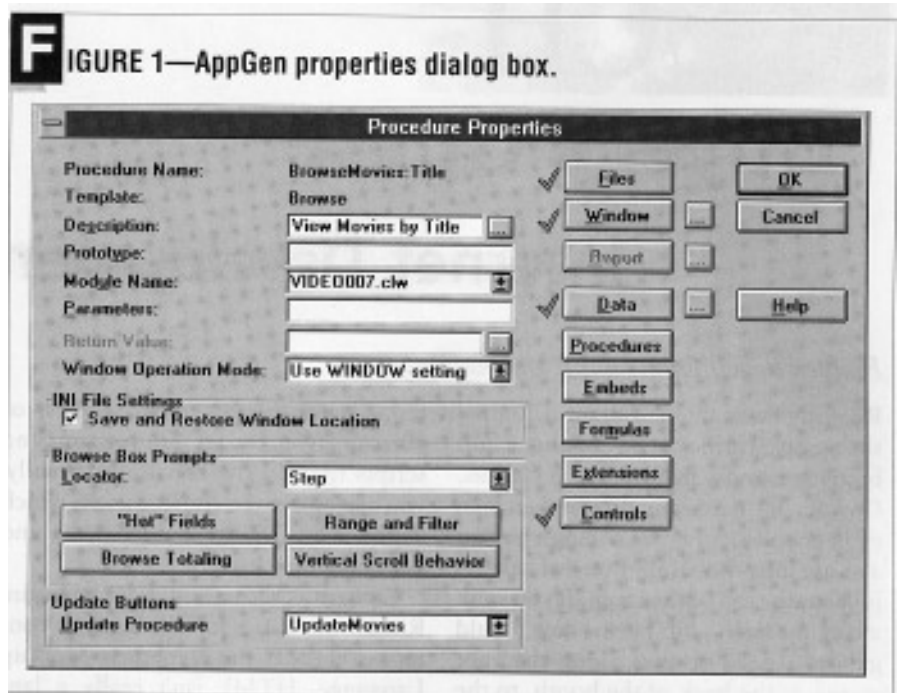 FIGURE 1—AppGen properties dialog box.
Procedure Properties
Procedure Name: BrowseMovies:Title
Template: Browse
Description: View Movies by Title ...
Prototype:
Module Name: VIDEO007.clw
Parameters:
Return Value: ...
Window Operation Mode: Use WINDOW setting
INI File Settings
Save and Restore Window Location
Browse Box Prompts
Locator: Step
"Hot" Fields Range and Filter
Browse Totaling Vertical Scroll Behavior
Update Buttons
Update Procedure UpdateMovies
Files
Window ...
Report ...
Data ...
Procedures
Embeds
Formulas
Extensions
Controls
OK
Cancel
Help